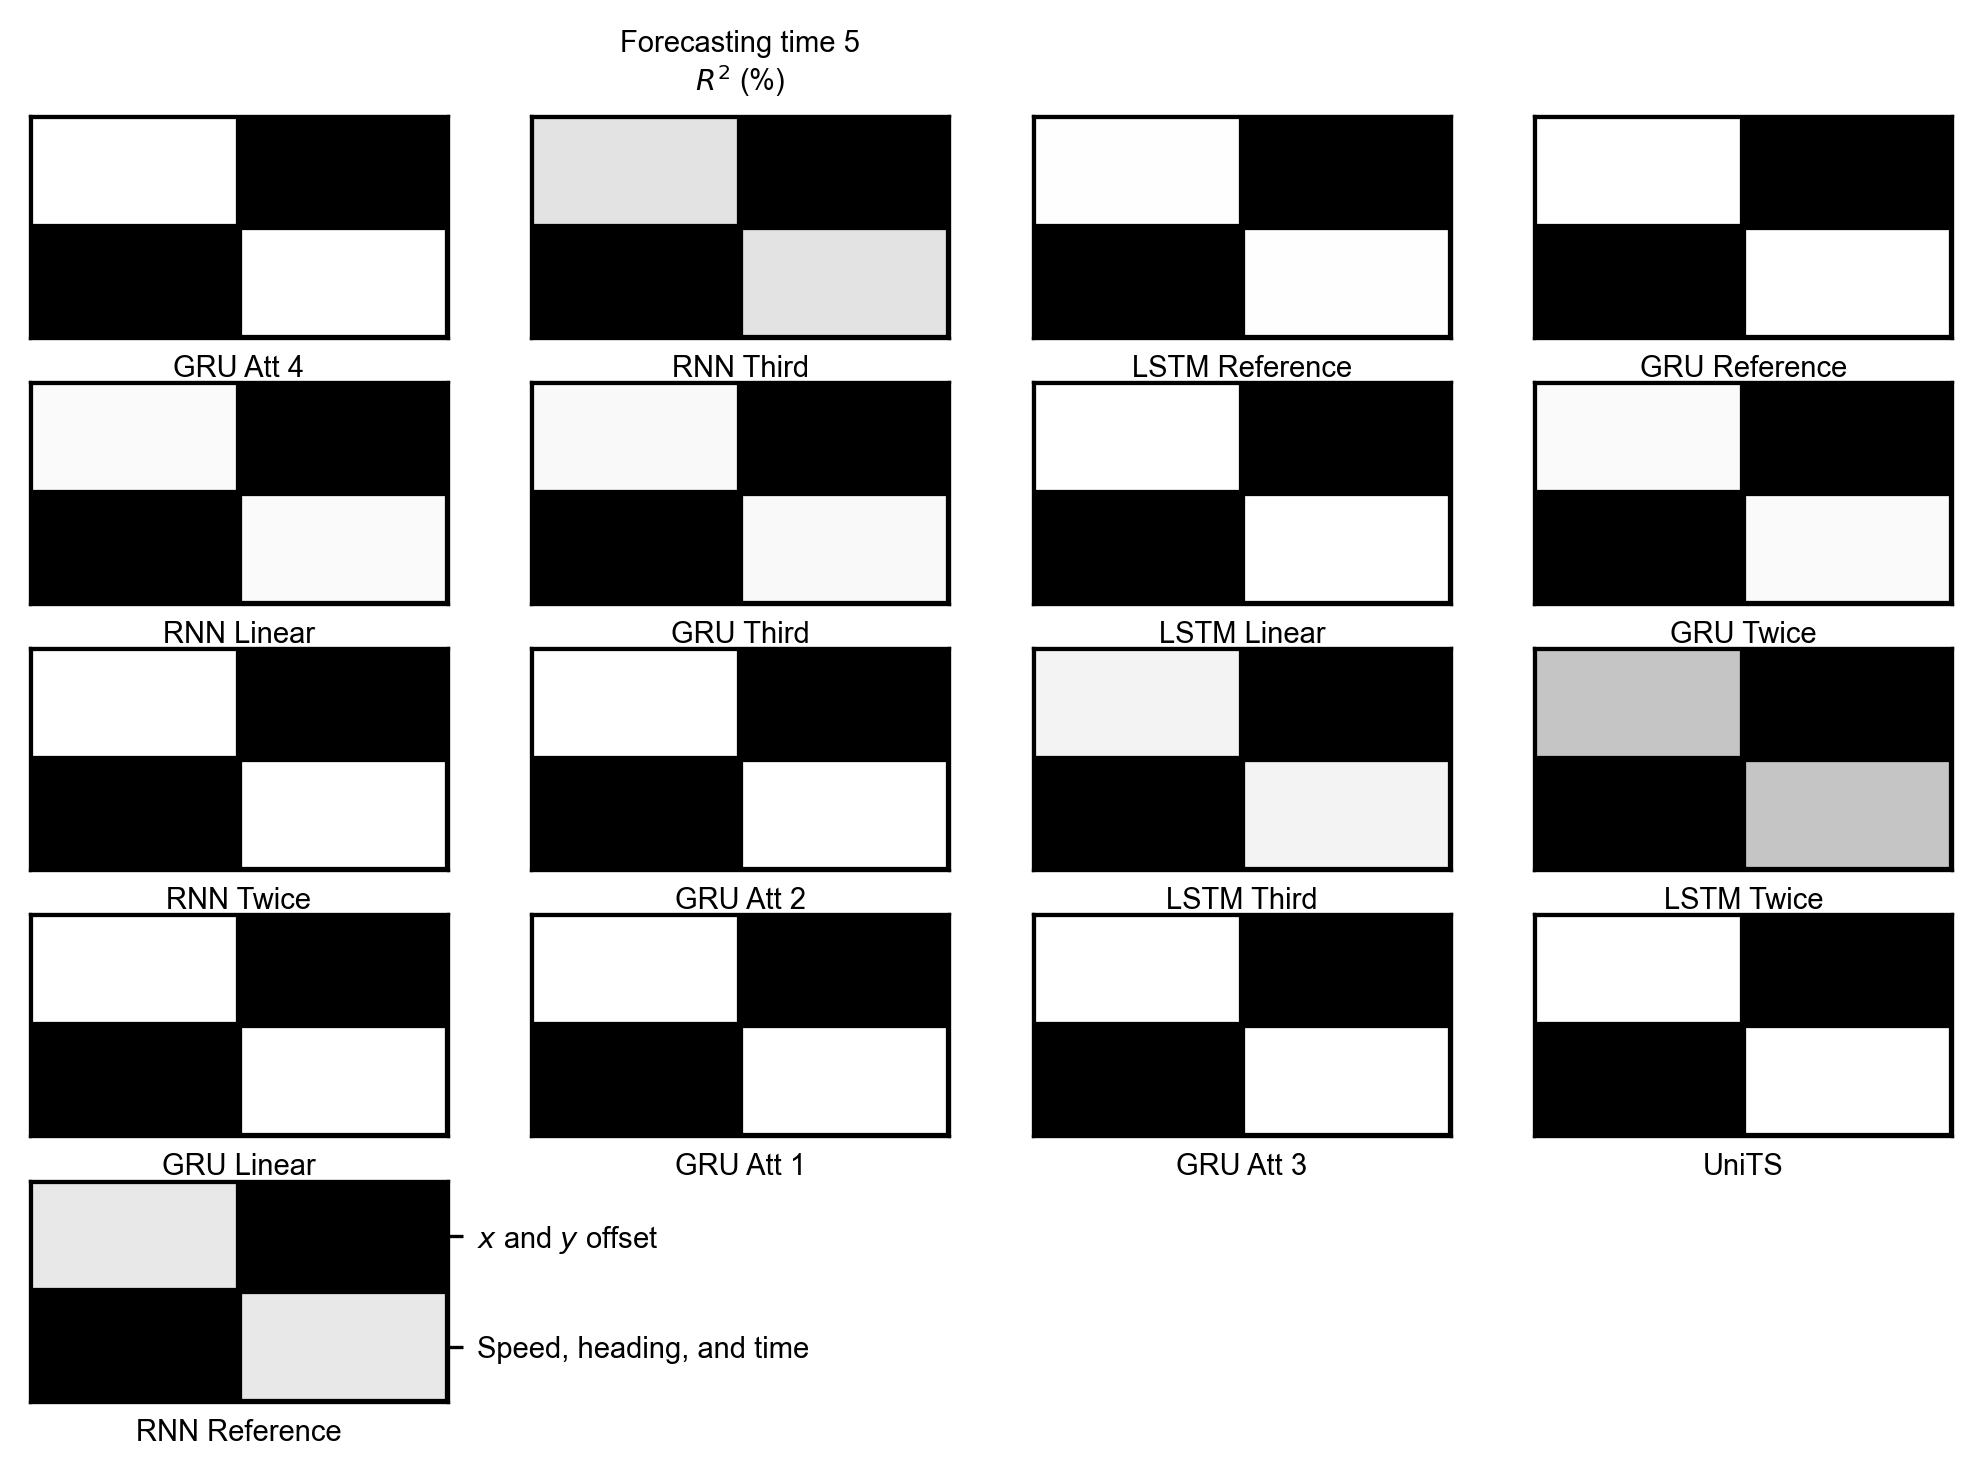 Forecasting time 5
R² (%)
GRU Att 4
RNN Third
LSTM Reference
GRU Reference
RNN Linear
GRU Third
LSTM Linear
GRU Twice
RNN Twice
GRU Att 2
LSTM Third
LSTM Twice
GRU Linear
GRU Att 1
GRU Att 3
UniTS
x and y offset
Speed, heading, and time
RNN Reference